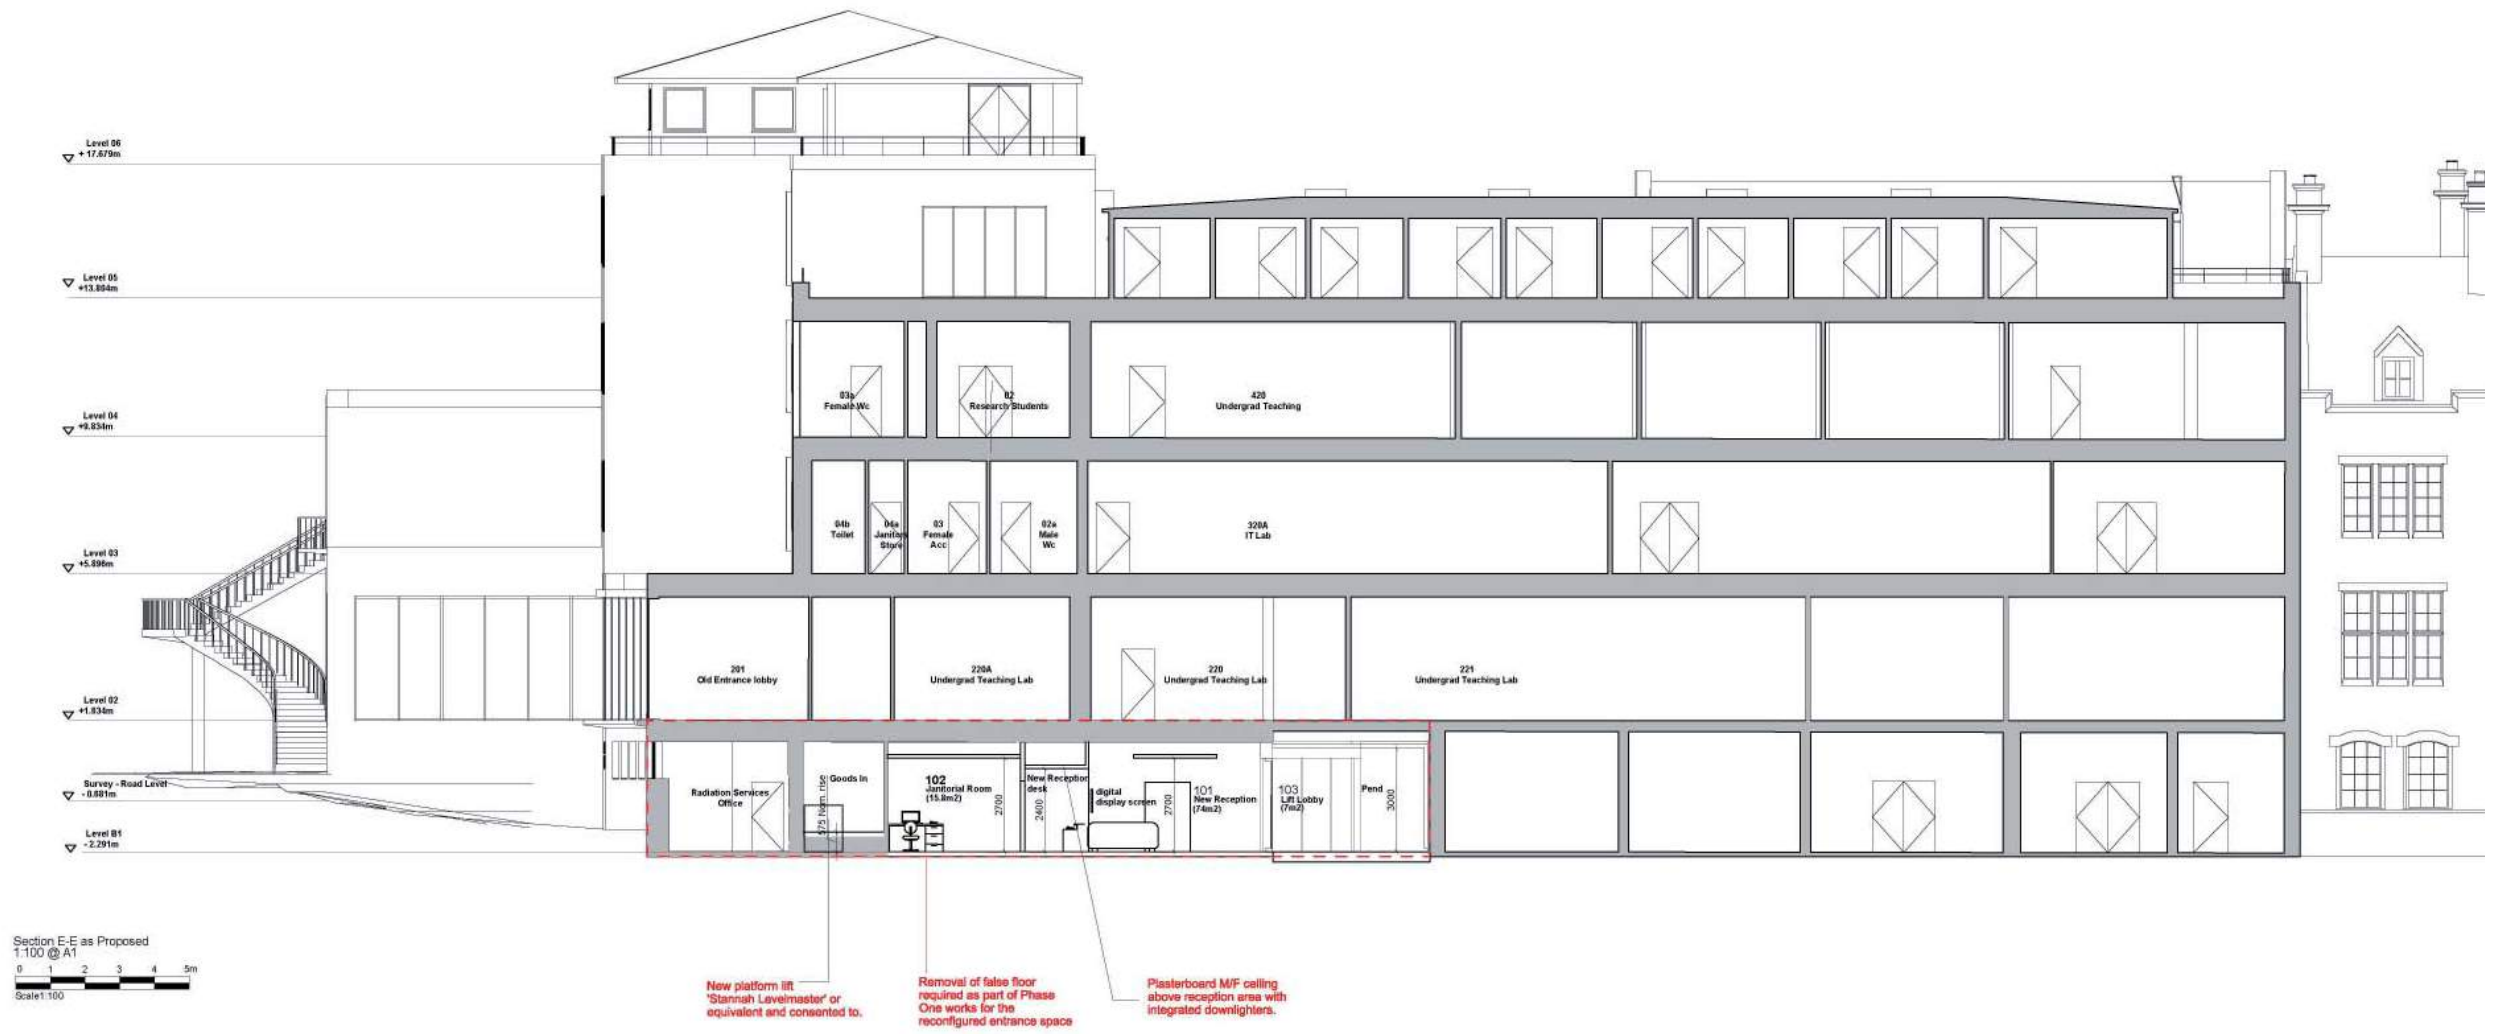 Level 06
+ 17.679m
Level 05
+13.864m
Level 04
+9.834m
Level 03
+5.896m
Level 02
+1.834m
Survey - Road Level
- 0.681m
Level B1
- 2.291m
03a
Female Wc
02
Research Students
420
Undergrad Teaching
04b
Toilet
04a
Janitor
Store
03
Female
Acc
02a
Male
Wc
320A
IT Lab
201
Old Entrance lobby
220A
Undergrad Teaching Lab
220
Undergrad Teaching Lab
221
Undergrad Teaching Lab
Radiation Services
Office
575 Nom. rise
Goods In
102
Janitorial Room
(15.8m2)
2700
New Reception
desk
2400
digital
display screen
2700
101
New Reception
(74m2)
103
Lift Lobby
(7m2)
Pend
3000
Section E-E as Proposed
1:100 @ A1
0 1 2 3 4 5m
Scale1:100
New platform lift
'Stannah Levelmaster' or
equivalent and consented to.
Removal of false floor
required as part of Phase
One works for the
reconfigured entrance space
Plasterboard M/F ceiling
above reception area with
integrated downlighters.